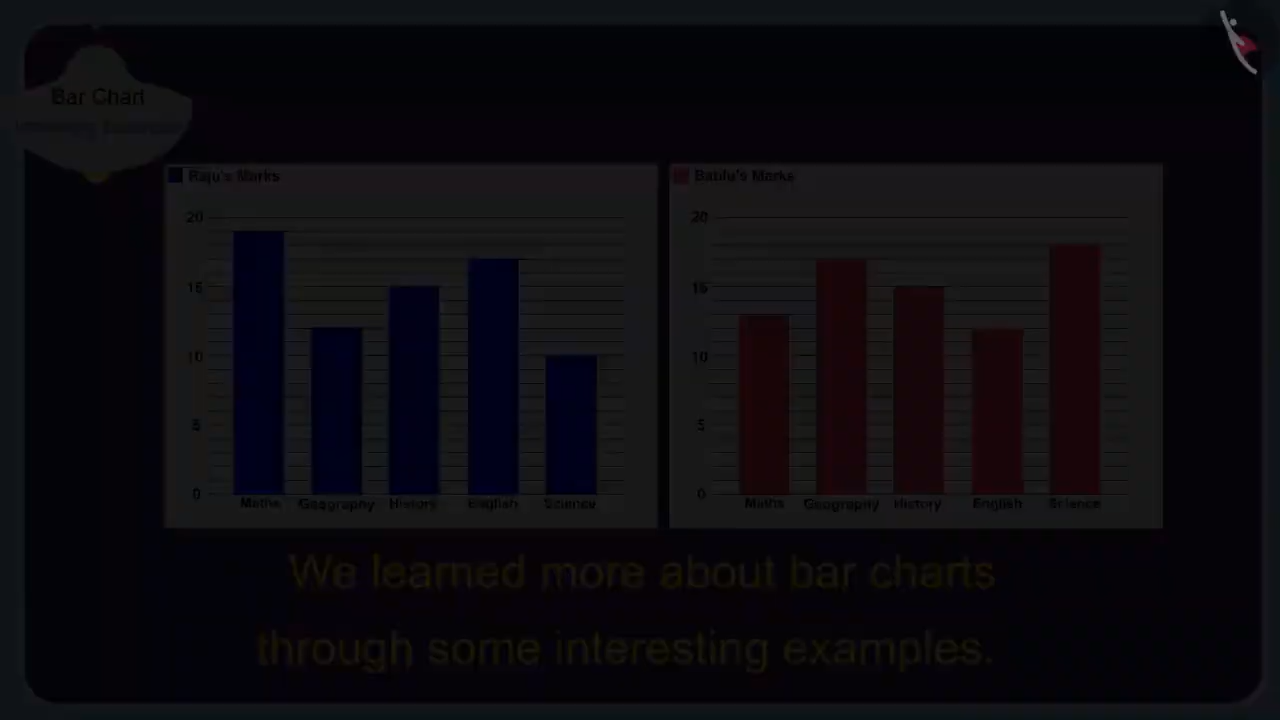 Bar Chart
Raju's Marks
20
15
10
5
0
Maths Geography History English Science
Bablu's Marks
20
15
10
5
0
Maths Geography History English Science
We learned more about bar charts
through some interesting examples.